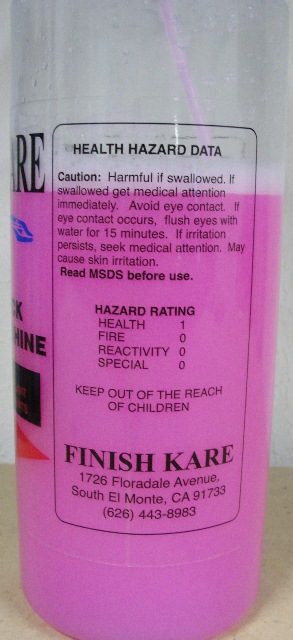 ARE
HEALTH HAZARD DATA
Caution: Harmful if swallowed. If
swallowed get medical attention
immediately. Avoid eye contact. If
eye contact occurs, flush eyes with
water for 15 minutes. If irritation
persists, seek medical attention. May
cause skin irritation.
Read MSDS before use.
CK
HINE
HAZARD RATING
HEALTH 1
FIRE 0
REACTIVITY 0
SPECIAL 0
KEEP OUT OF THE REACH
OF CHILDREN
FINISH KARE
1726 Floradale Avenue,
South El Monte, CA 91733
(626) 443-8983